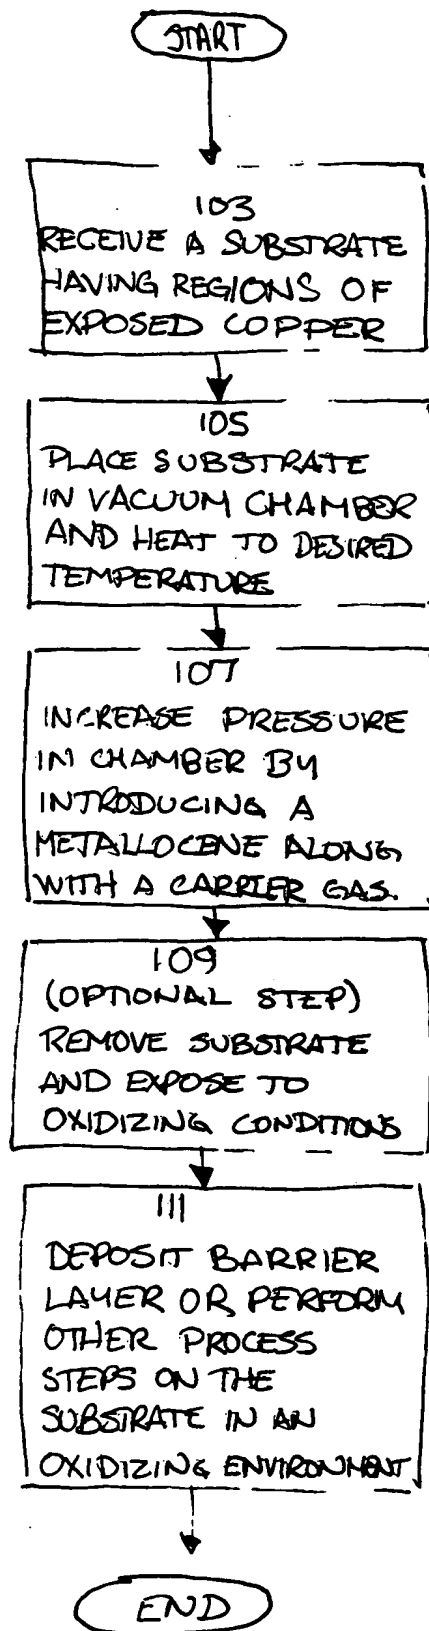 START
103
RECEIVE A SUBSTRATE
HAVING REGIONS OF
EXPOSED COPPER
105
PLACE SUBSTRATE
IN VACUUM CHAMBER
AND HEAT TO DESIRED
TEMPERATURE
107
INCREASE PRESSURE
IN CHAMBER BY
INTRODUCING A
METALLOCENE ALONG
WITH A CARRIER GAS.
109
(OPTIONAL STEP)
REMOVE SUBSTRATE
AND EXPOSE TO
OXIDIZING CONDITIONS
111
DEPOSIT BARRIER
LAYER OR PERFORM
OTHER PROCESS
STEPS ON THE
SUBSTRATE IN AN
OXIDIZING ENVIRONMENT
END